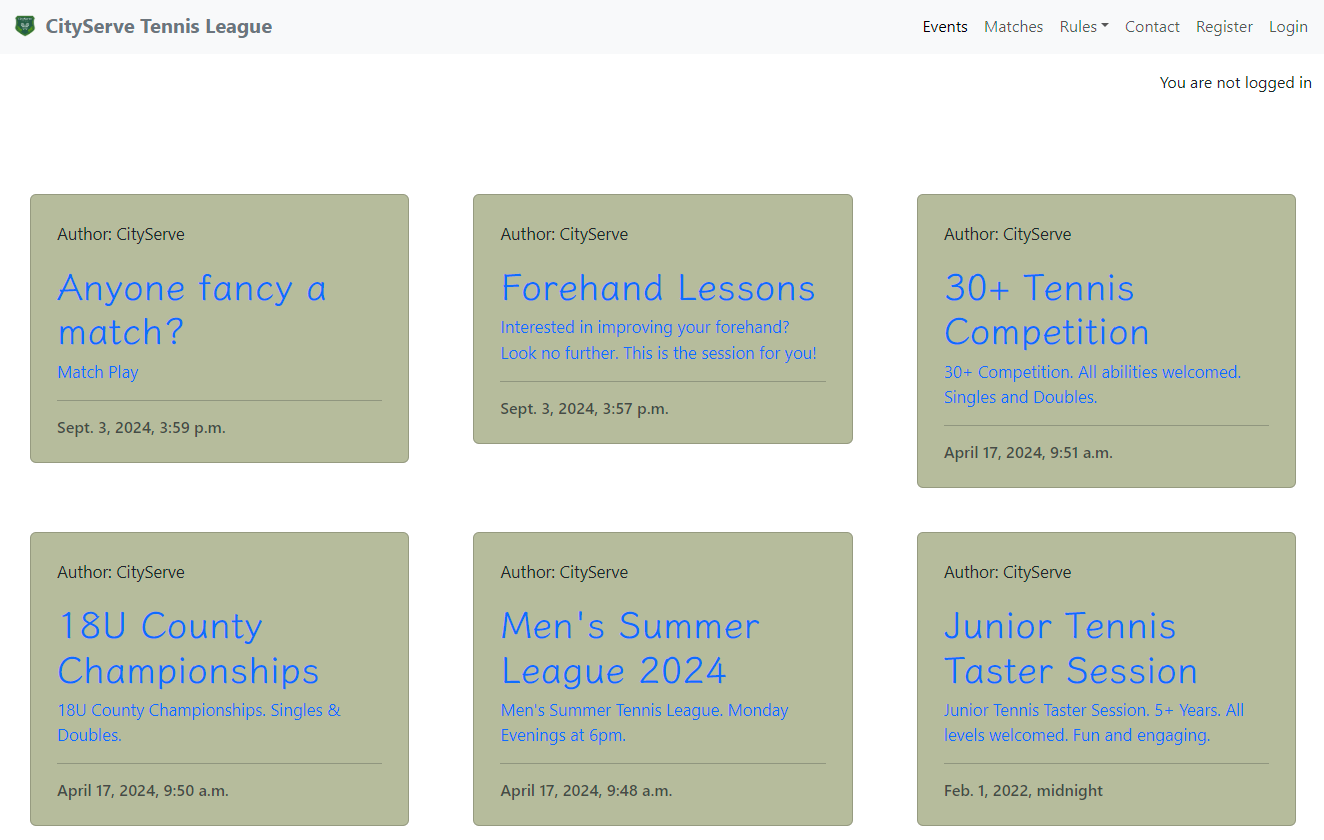 CityServe Tennis League
Events Matches Rules Contact Register Login
You are not logged in
Author: CityServe
Anyone fancy a
match?
Match Play
Sept. 3, 2024, 3:59 p.m.
Author: CityServe
Forehand Lessons
Interested in improving your forehand?
Look no further. This is the session for you!
Sept. 3, 2024, 3:57 p.m.
Author: CityServe
30+ Tennis
Competition
30+ Competition. All abilities welcomed.
Singles and Doubles.
April 17, 2024, 9:51 a.m.
Author: CityServe
18U County
Championships
18U County Championships. Singles &
Doubles.
April 17, 2024, 9:50 a.m.
Author: CityServe
Men's Summer
League 2024
Men's Summer Tennis League. Monday
Evenings at 6pm.
April 17, 2024, 9:48 a.m.
Author: CityServe
Junior Tennis
Taster Session
Junior Tennis Taster Session. 5+ Years. All
levels welcomed. Fun and engaging.
Feb. 1, 2022, midnight